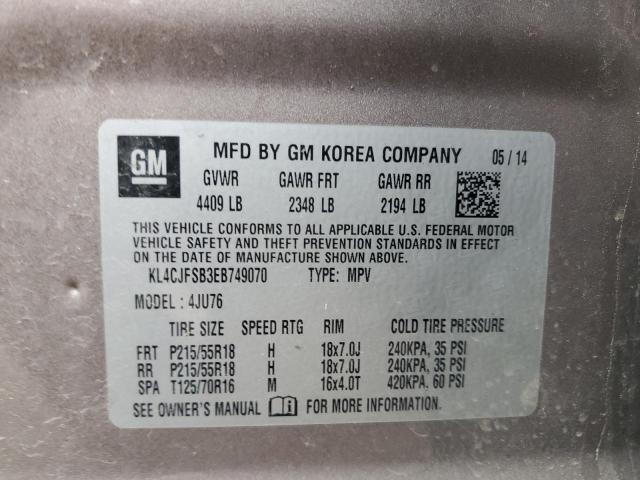 GM MFD BY GM KOREA COMPANY 05 / 14
GVWR GAWR FRT GAWR RR
4409 LB 2348 LB 2194 LB
THIS VEHICLE CONFORMS TO ALL APPLICABLE U.S. FEDERAL MOTOR
VEHICLE SAFETY AND THEFT PREVENTION STANDARDS IN EFFECT
ON THE DATE OF MANUFACTURE SHOWN ABOVE.
KL4CJFSB3EB749070 TYPE: MPV
MODEL : 4JU76
TIRE SIZE SPEED RTG RIM COLD TIRE PRESSURE
FRT P215/55R18 H 18x7.0J 240KPA, 35 PSI
RR P215/55R18 H 18x7.0J 240KPA, 35 PSI
SPA T125/70R16 M 16x4.0T 420KPA, 60 PSI
SEE OWNER'S MANUAL FOR MORE INFORMATION.